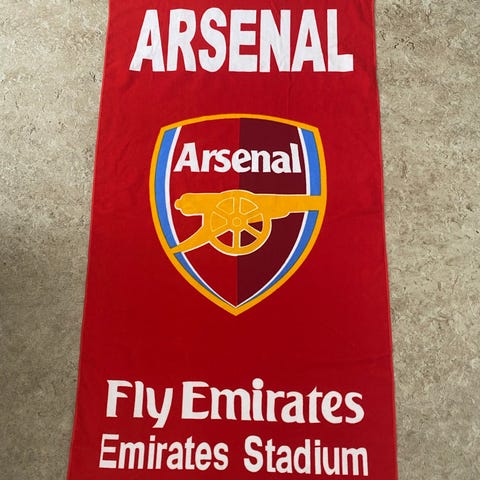 ARSENAL
Arsenal
Fly Emirates
Emirates Stadium